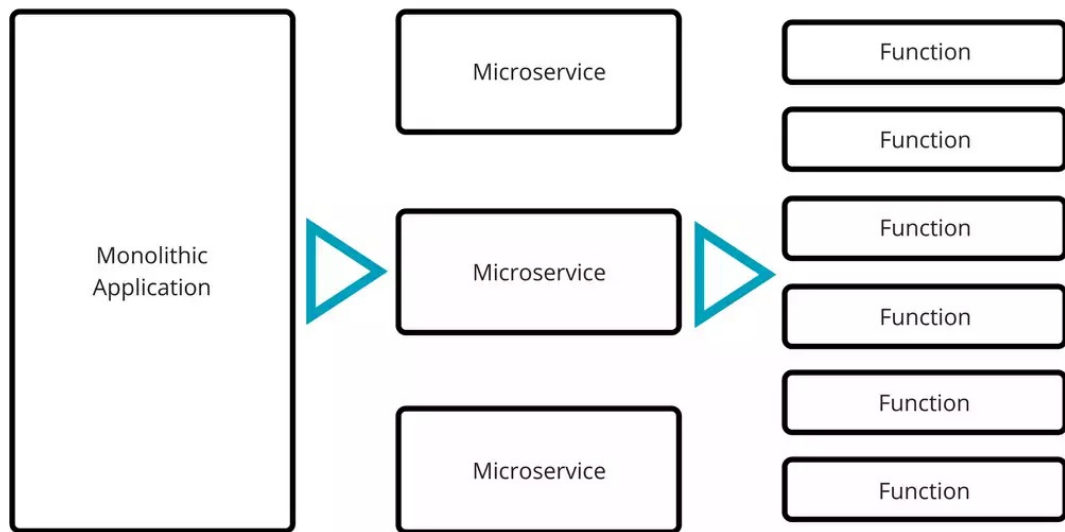 Monolithic
Application
Microservice
Microservice
Microservice
Function
Function
Function
Function
Function
Function